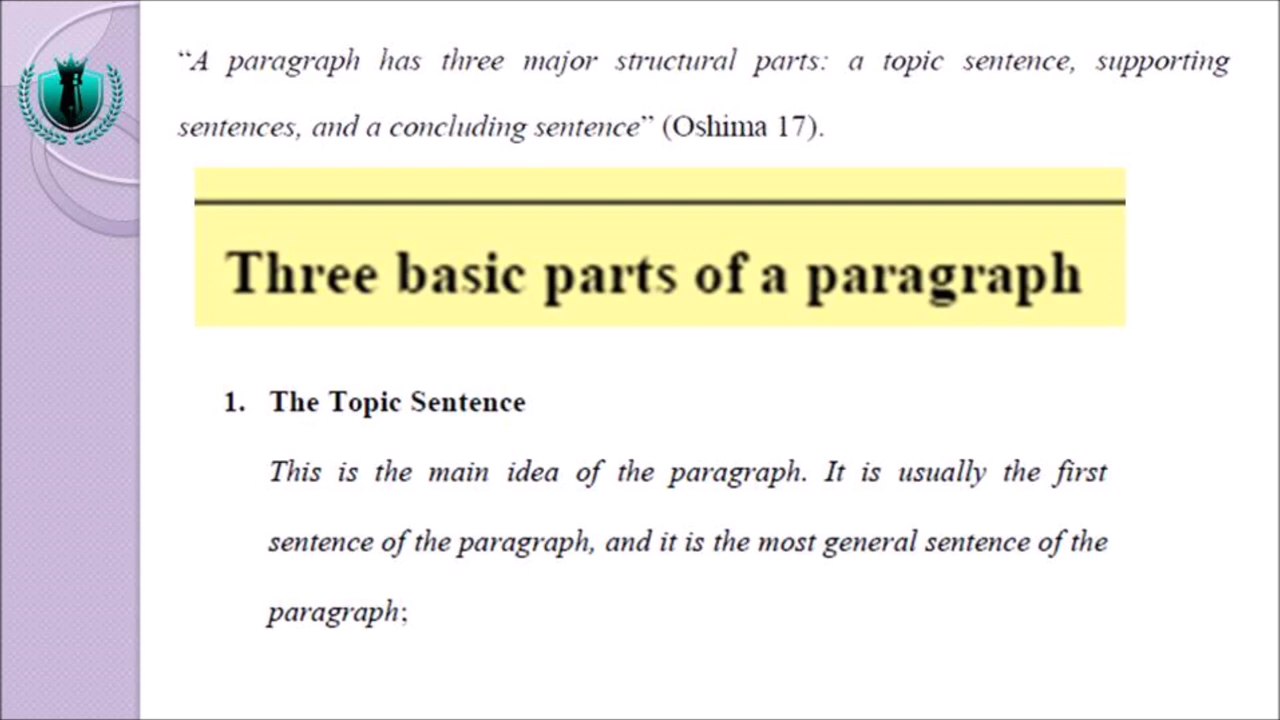 “A paragraph has three major structural parts: a topic sentence, supporting
sentences, and a concluding sentence” (Oshima 17).
Three basic parts of a paragraph
1. The Topic Sentence
This is the main idea of the paragraph. It is usually the first
sentence of the paragraph, and it is the most general sentence of the
paragraph;